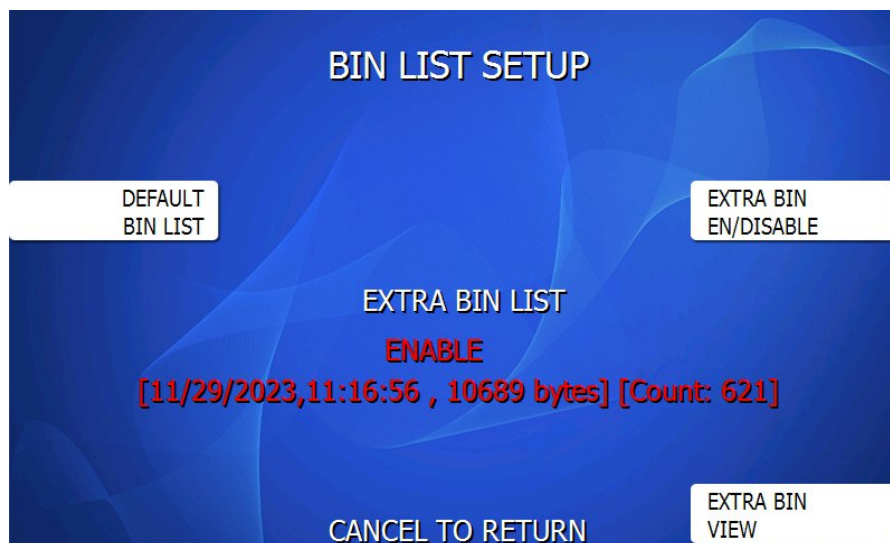 BIN LIST SETUP
DEFAULT
BIN LIST
EXTRA BIN
EN/DISABLE
EXTRA BIN LIST
ENABLE
[11/29/2023,11:16:56 , 10689 bytes] [Count: 621]
EXTRA BIN
VIEW
CANCEL TO RETURN